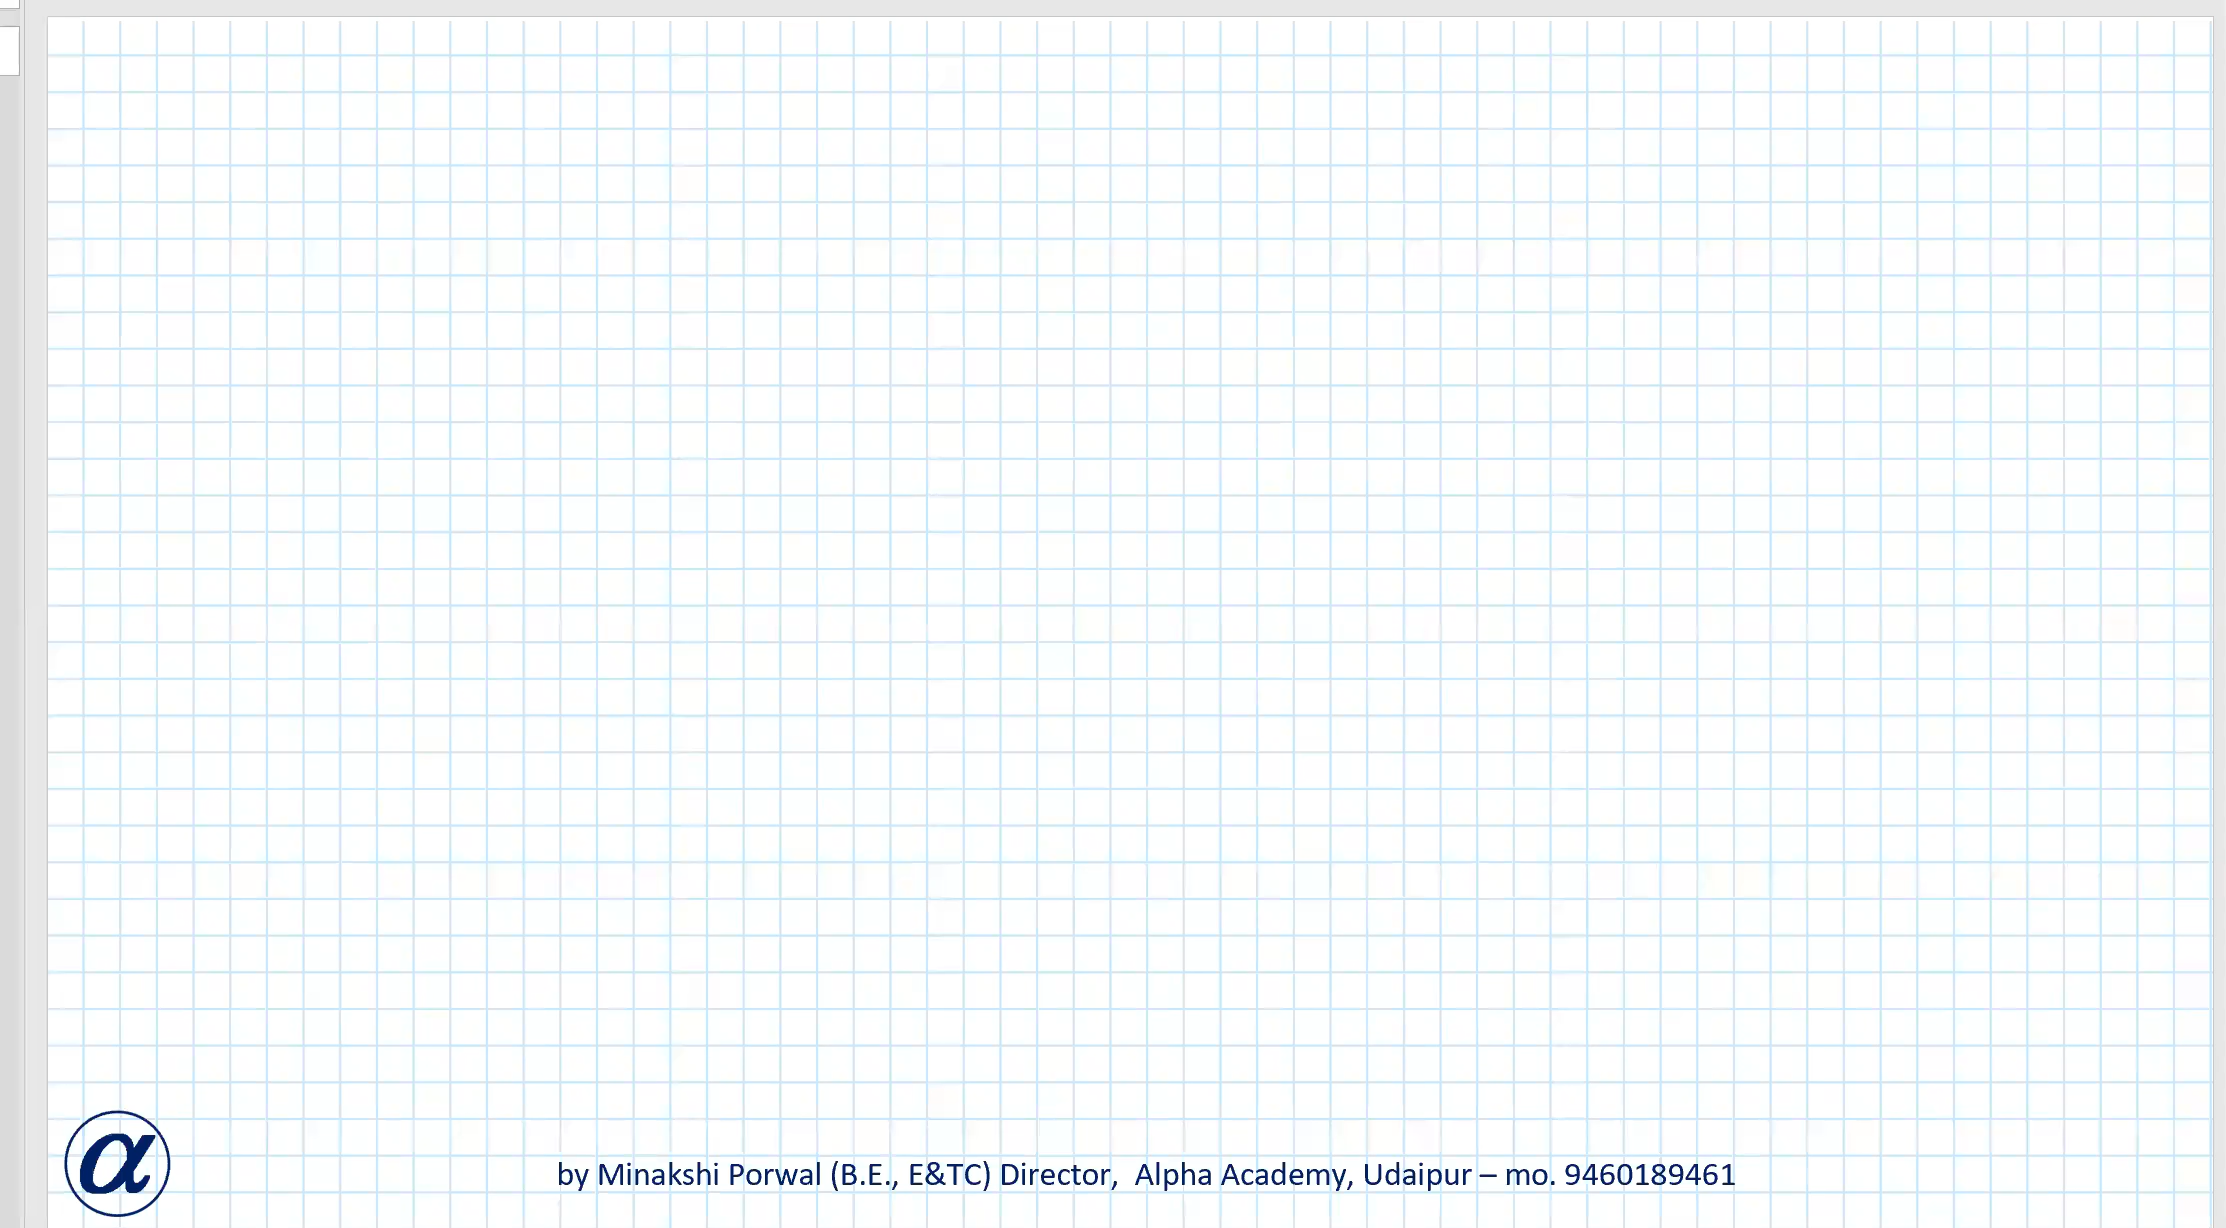 α
by Minakshi Porwal (B.E., E&TC) Director, Alpha Academy, Udaipur – mo. 9460189461